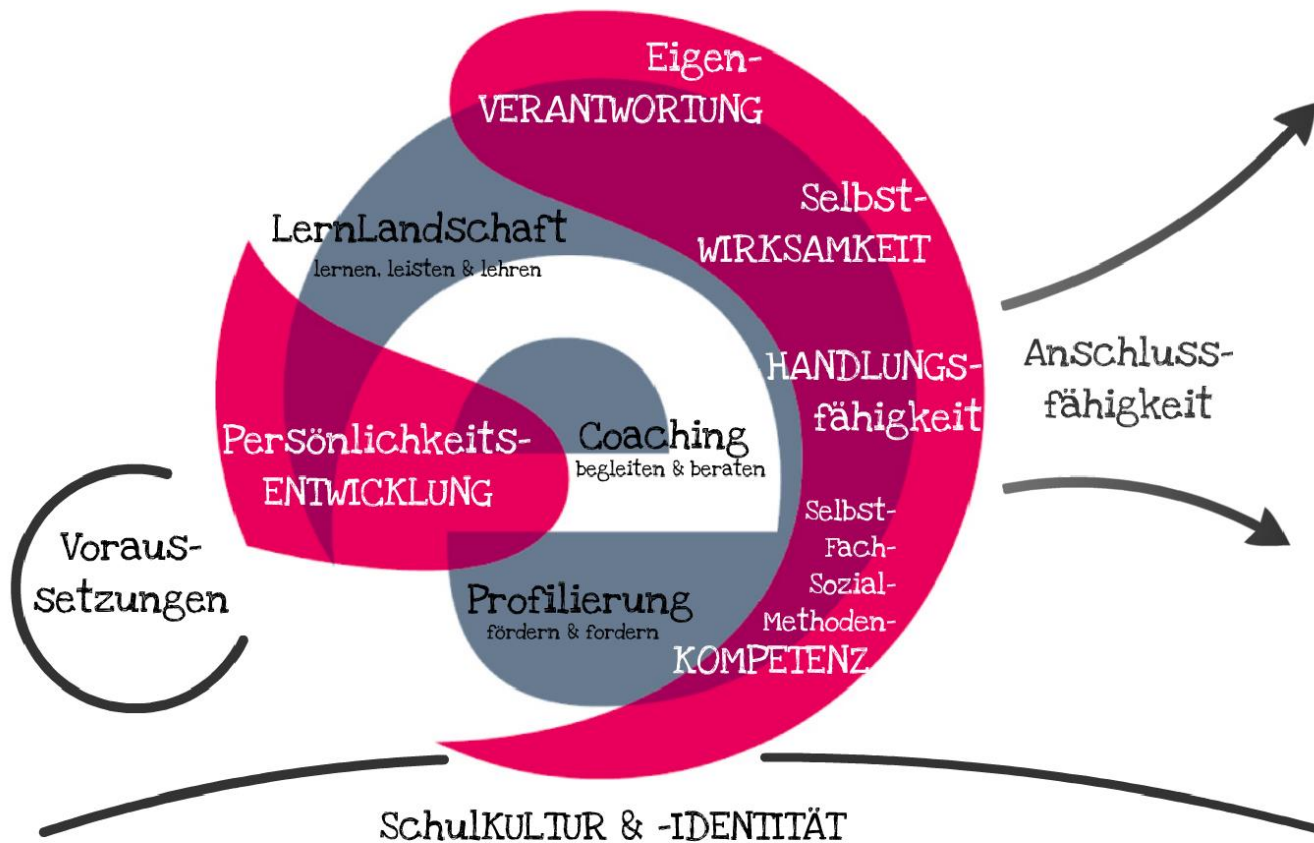 Eigen-
VERANTWORTUNG
Selbst-
WIRKSAMKEIT
LernLandschaft
lernen, leisten & lehren
HANDLUNGS-
fähigkeit
Anschluss-
fähigkeit
Persönlichkeits-
ENTWICKLUNG
Coaching
begleiten & beraten
Voraus-
setzungen
Selbst-
Fach-
Sozial-
Methoden-
KOMPETENZ
Profilierung
fördern & fordern
SchulKULTUR & -IDENTITÄT